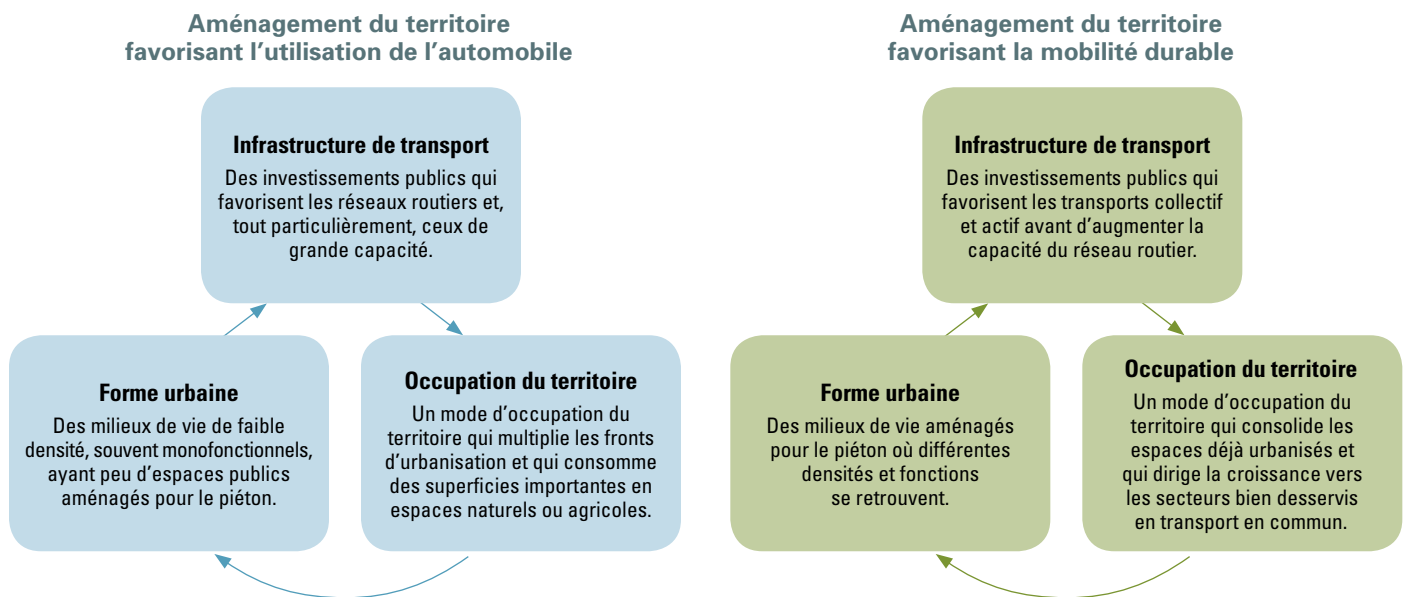 Aménagement du territoire
favorisant l’utilisation de l’automobile
Infrastructure de transport
Des investissements publics qui
favorisent les réseaux routiers et,
tout particulièrement, ceux de
grande capacité.
Forme urbaine
Des milieux de vie de faible
densité, souvent monofonctionnels,
ayant peu d’espaces publics
aménagés pour le piéton.
Occupation du territoire
Un mode d’occupation du
territoire qui multiplie les fronts
d’urbanisation et qui consomme
des superficies importantes en
espaces naturels ou agricoles.
Aménagement du territoire
favorisant la mobilité durable
Infrastructure de transport
Des investissements publics qui
favorisent les transports collectif
et actif avant d’augmenter la
capacité du réseau routier.
Forme urbaine
Des milieux de vie aménagés
pour le piéton où différentes
densités et fonctions
se retrouvent.
Occupation du territoire
Un mode d’occupation du
territoire qui consolide les
espaces déjà urbanisés et
qui dirige la croissance vers
les secteurs bien desservis
en transport en commun.